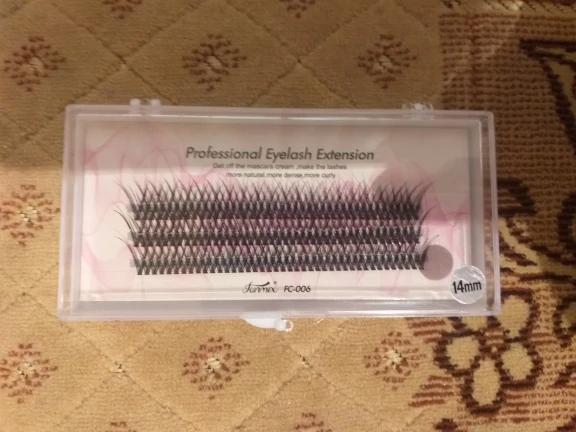 Professional Eyelash Extension
Get off the mascara cream ,make the lashes
more natural,more dense,more curly
FC-006
14mm